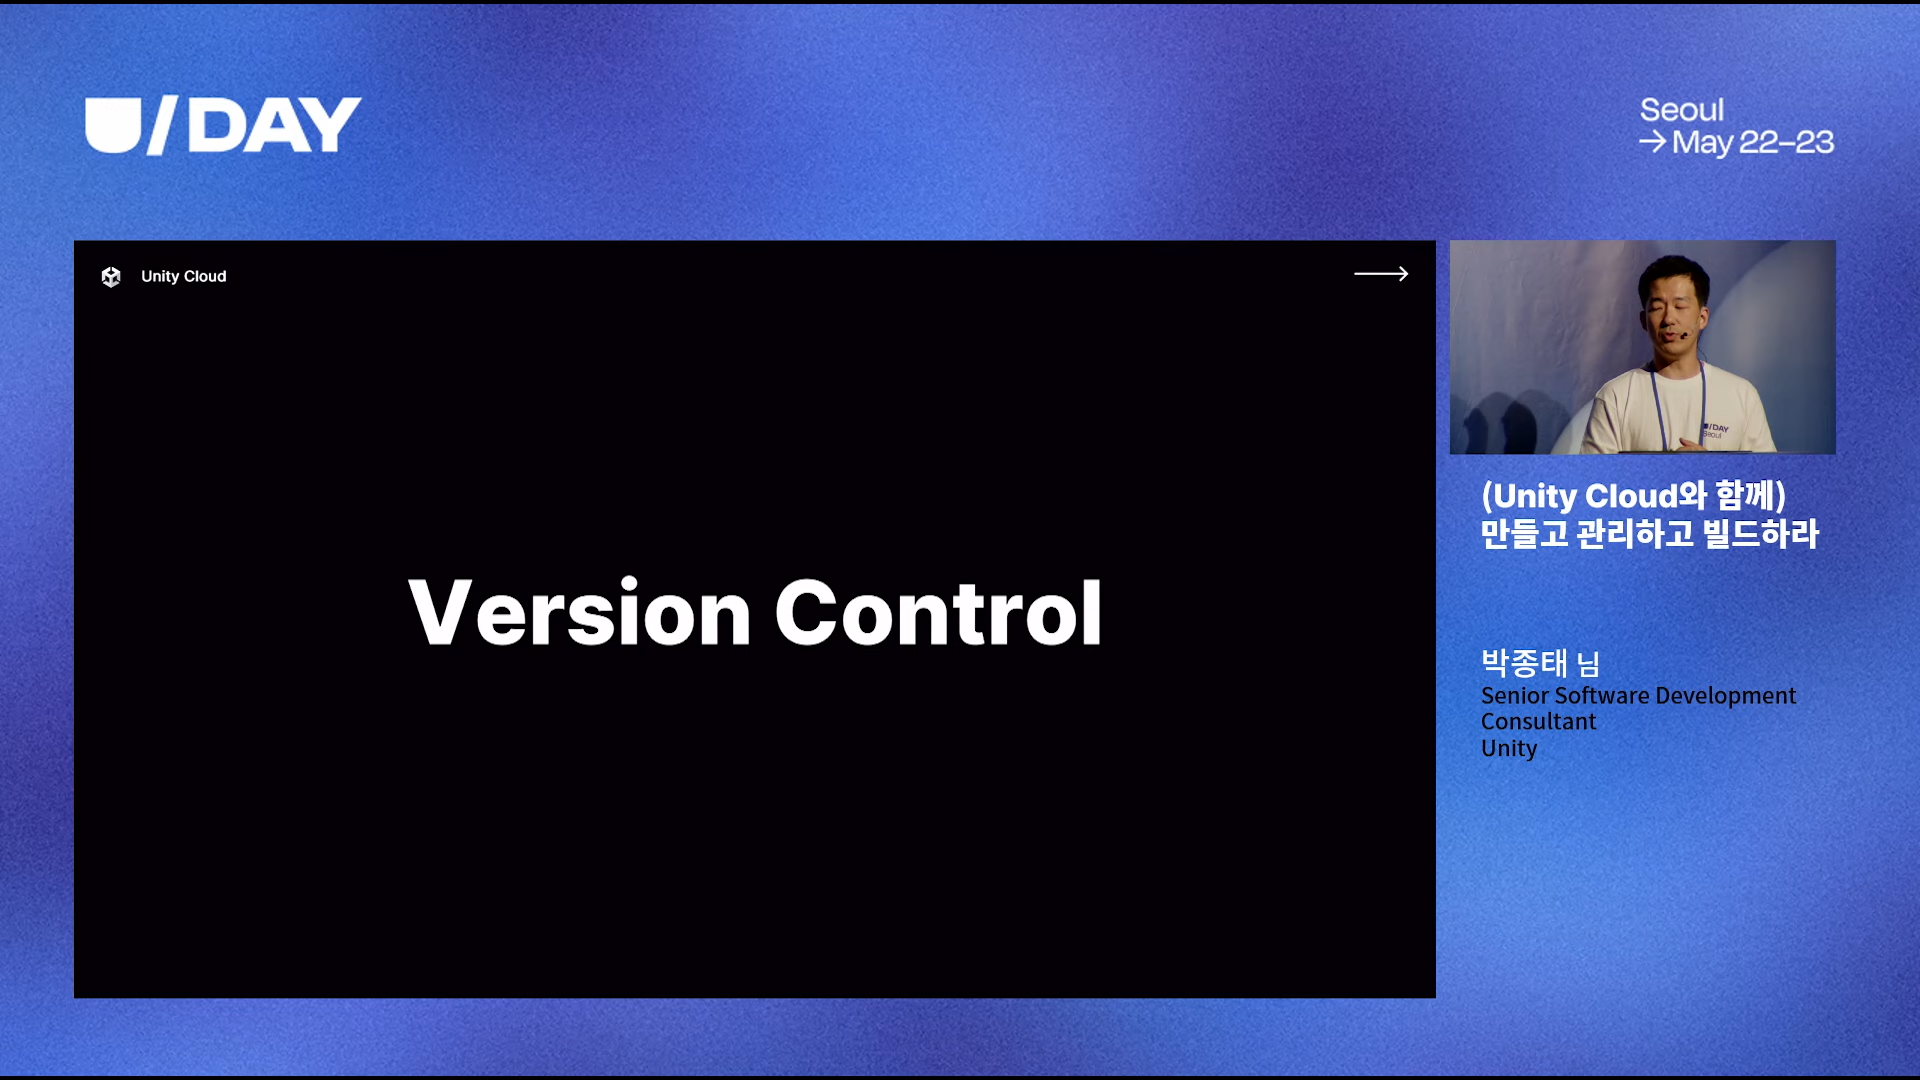 U/DAY
Seoul
→ May 22–23
Unity Cloud
Version Control
U/DAY
Seoul
(Unity Cloud와 함께)
만들고 관리하고 빌드하라
박종태 님
Senior Software Development
Consultant
Unity